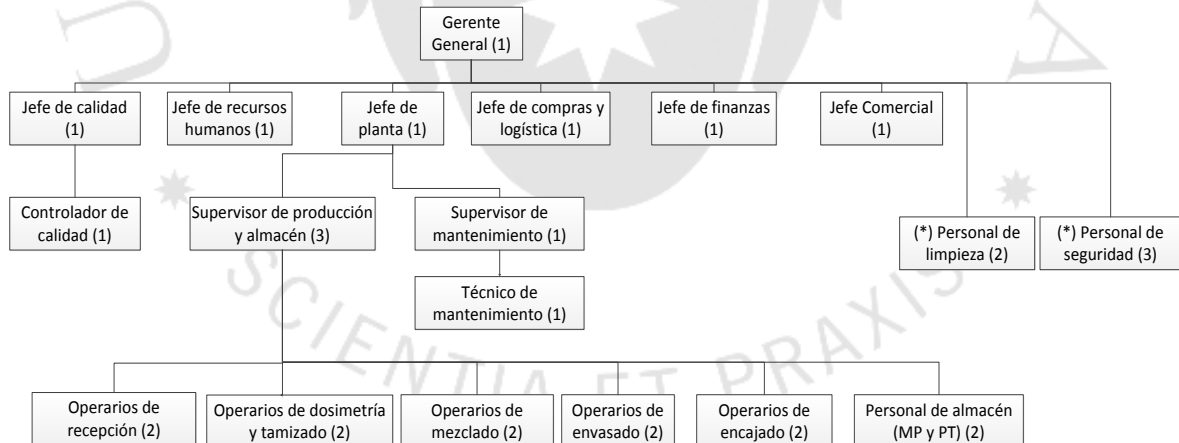 Gerente
General (1)
Jefe de calidad
(1)
Jefe de recursos
humanos (1)
Jefe de
planta (1)
Jefe de compras y
logística (1)
Jefe de finanzas
(1)
Jefe Comercial
(1)
Controlador de
calidad (1)
Supervisor de producción
y almacén (3)
Supervisor de
mantenimiento (1)
(*) Personal de
limpieza (2)
(*) Personal de
seguridad (3)
Técnico de
mantenimiento (1)
Operarios de
recepción (2)
Operarios de dosimetría
y tamizado (2)
Operarios de
mezclado (2)
Operarios de
envasado (2)
Operarios de
encajado (2)
Personal de almacén
(MP y PT) (2)
U
A
SCIENTIA ET PRAXIS